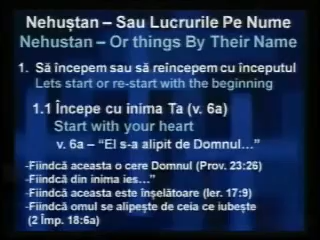 Nehuștan – Sau Lucrurile Pe Nume
Nehustan – Or things By Their Name
1. Să începem sau să reîncepem cu începutul
Lets start or re-start with the beginning
1.1 Începe cu inima Ta (v. 6a)
Start with your heart
v. 6a – “El s-a alipit de Domnul…”
-Fiindcă aceasta o cere Domnul (Prov. 23:26)
-Fiindcă din inima ies…”
-Fiindcă aceasta este înșelătoare (Ier. 17:9)
-Fiindcă omul se alipește de ceia ce iubește
(2 Împ. 18:6a)